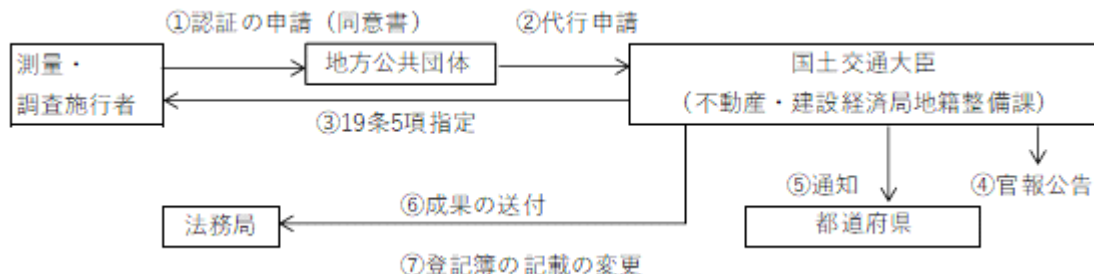 ①認証の申請（同意書）
②代行申請
測量・
調査施行者
地方公共団体
国土交通大臣
（不動産・建設経済局地籍整備課）
③19条5項指定
⑤通知
④官報公告
⑥成果の送付
法務局
都道府県
⑦登記簿の記載の変更